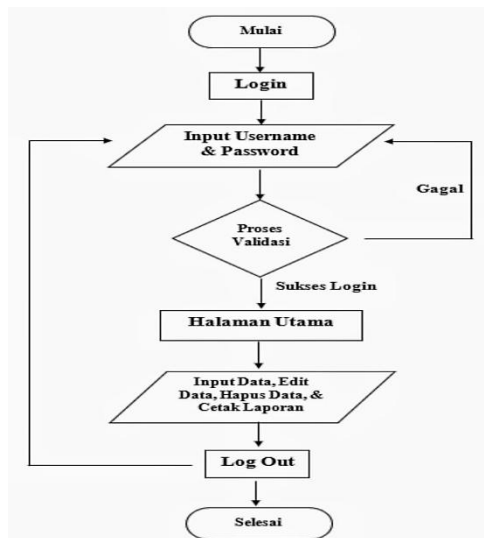 Mulai
Login
Input Username
& Password
Gagal
Proses
Validasi
Sukses Login
Halaman Utama
Input Data, Edit
Data, Hapus Data, &
Cetak Laporan
Log Out
Selesai